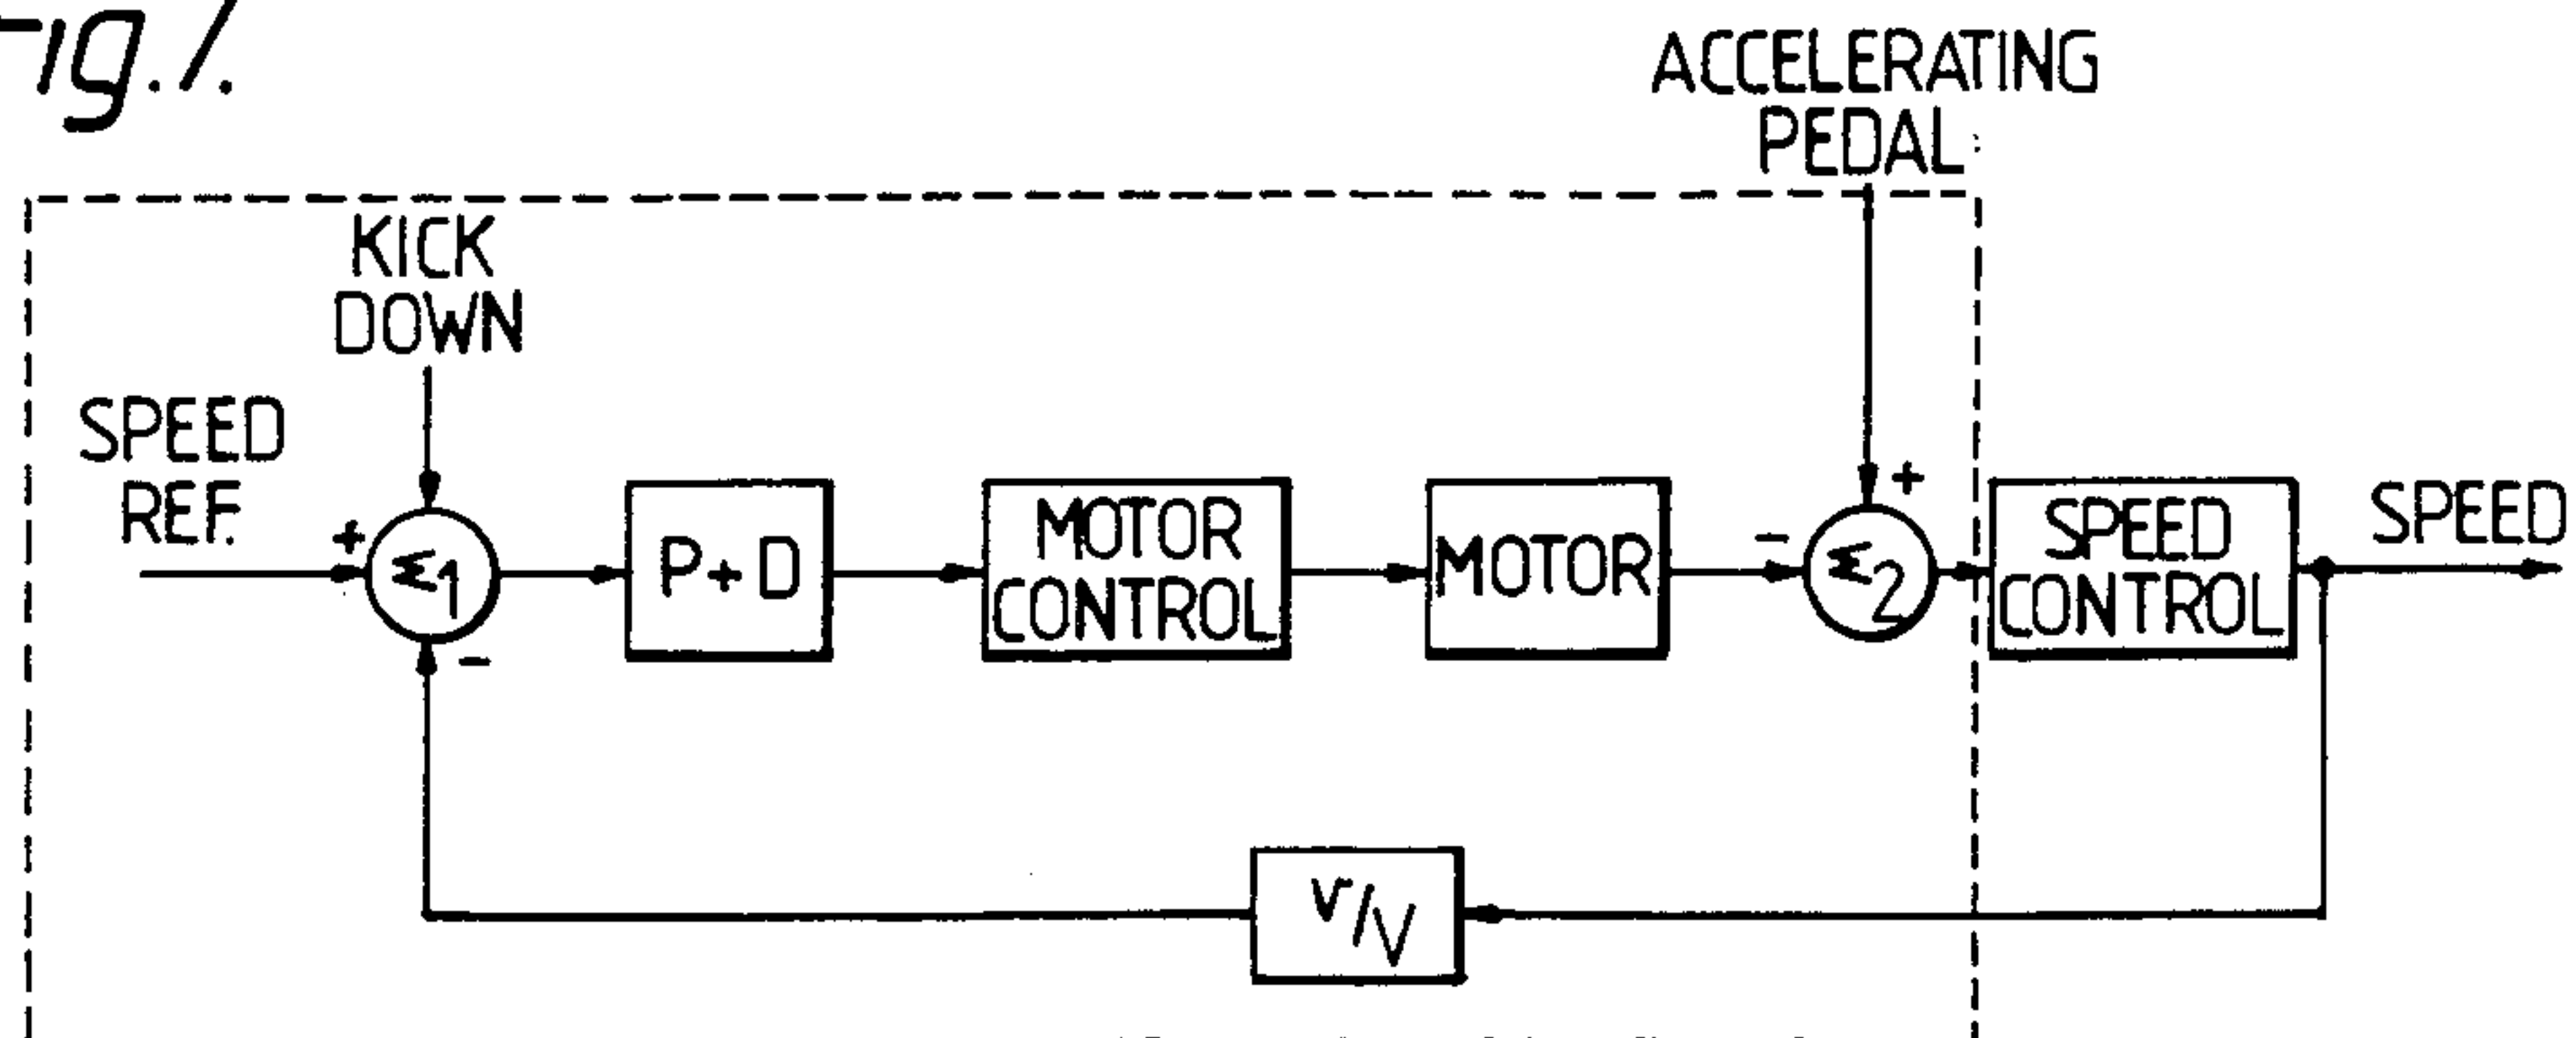 Fig.1.
ACCELERATING
PEDAL
KICK
DOWN
SPEED
REF.
+
-
Σ1
P+D
MOTOR
CONTROL
MOTOR
+
-
Σ2
SPEED
CONTROL
SPEED
v/V